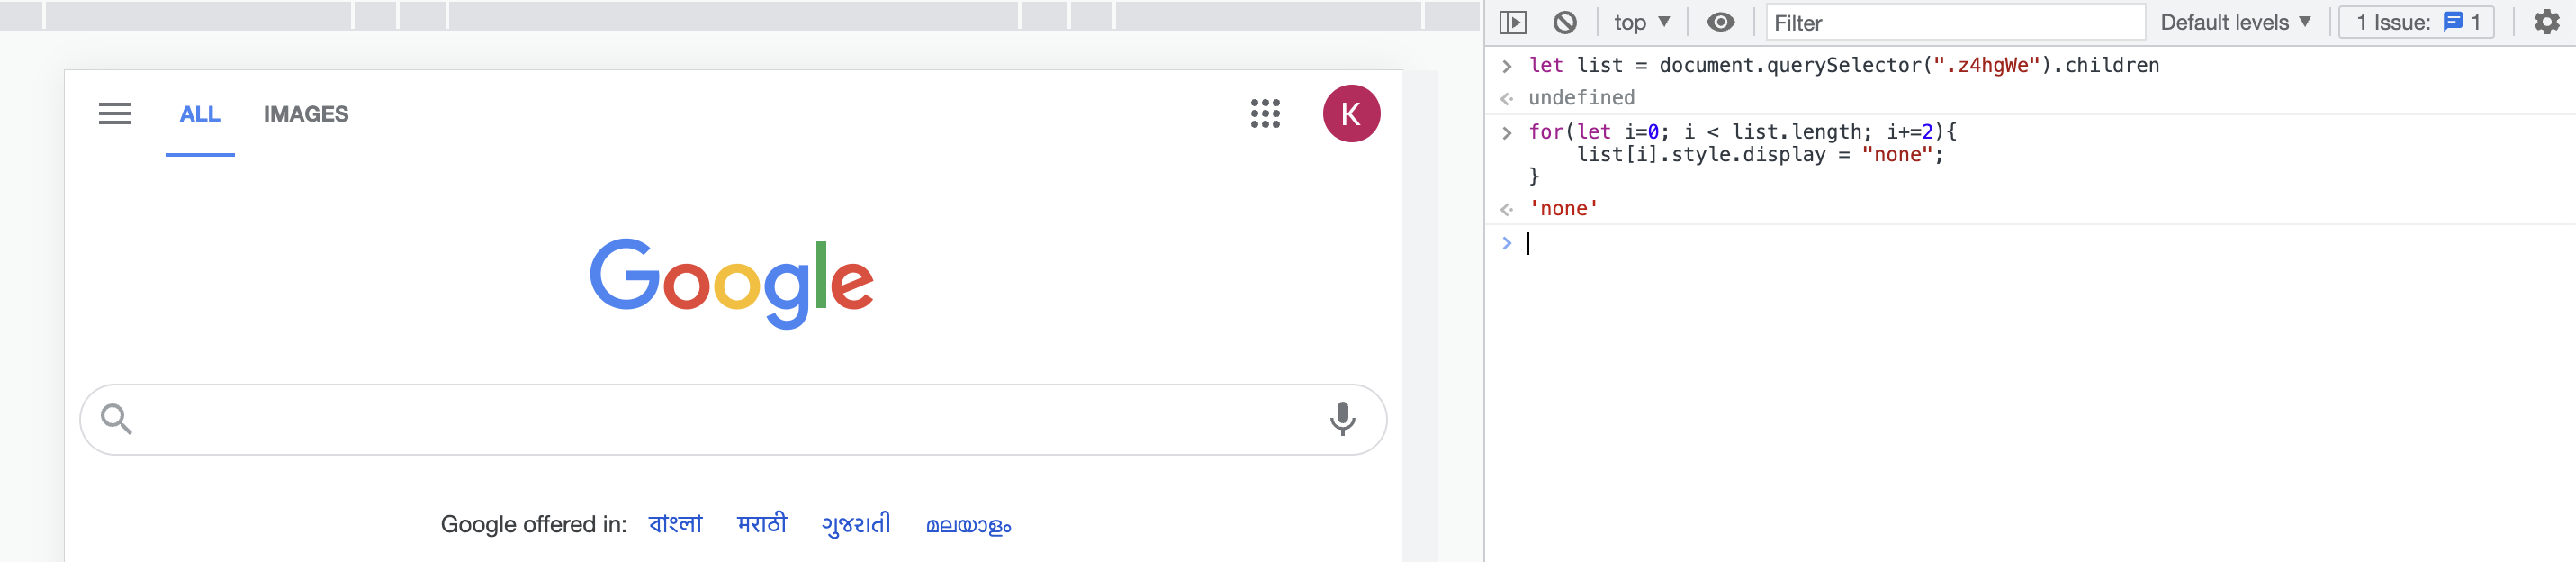 ALL IMAGES K
Google
Google offered in: বাংলা मराठी ગુજરાતી മലയാളം
top ▼ Filter Default levels ▼ 1 Issue: 1
> let list = document.querySelector(".z4hgWe").children
undefined
> for(let i=0; i < list.length; i+=2){
    list[i].style.display = "none";
}
'none'
>